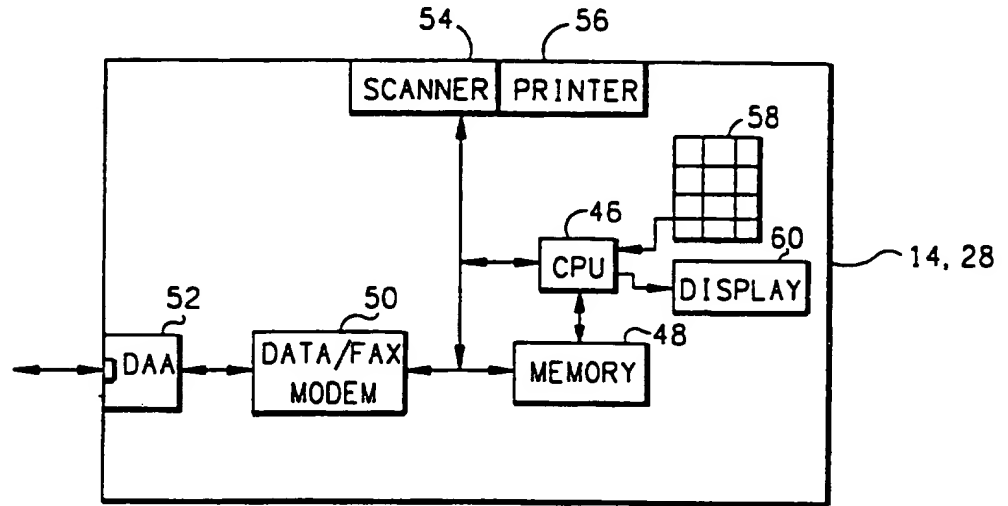 54
56
SCANNER
PRINTER
58
46
CPU
60
DISPLAY
14, 28
52
DAA
50
DATA/FAX
MODEM
48
MEMORY